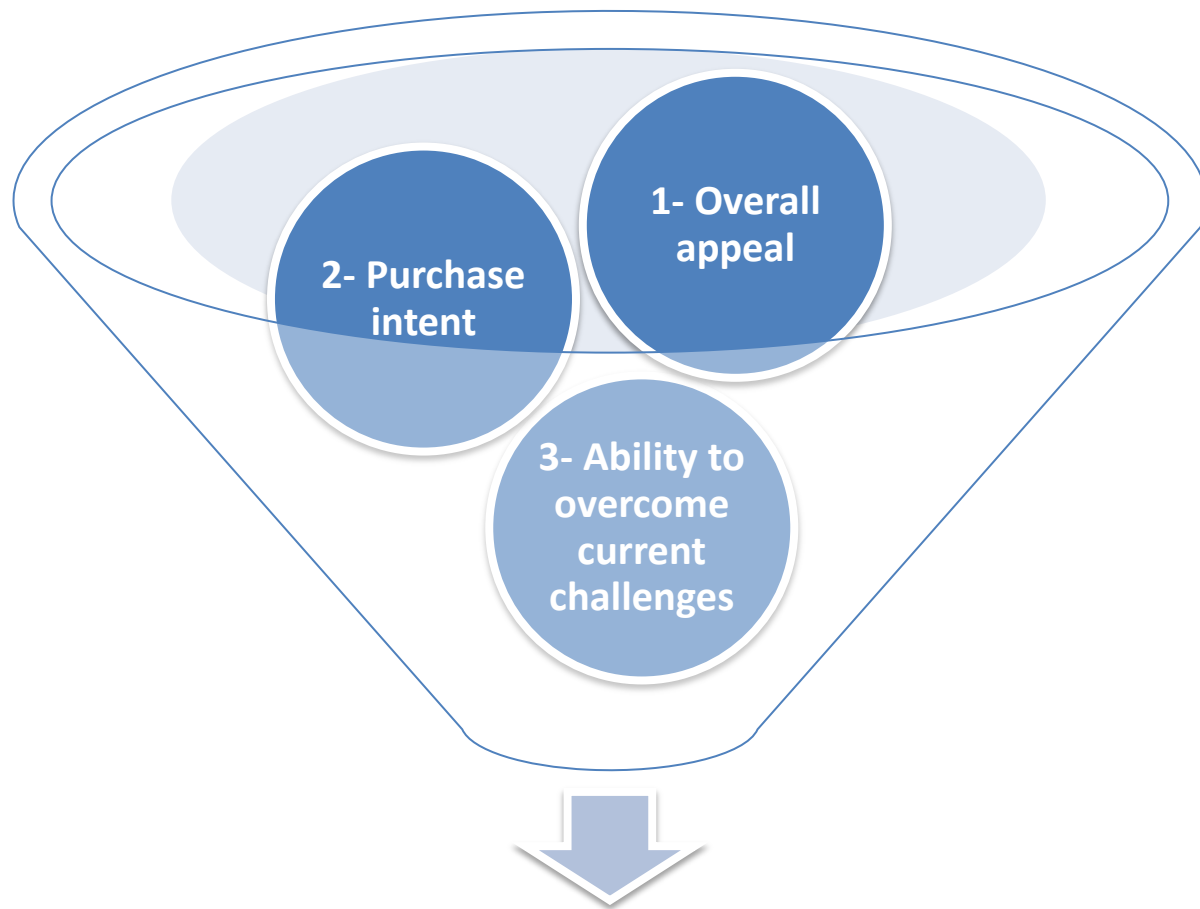 1- Overall
appeal
2- Purchase
intent
3- Ability to
overcome
current
challenges